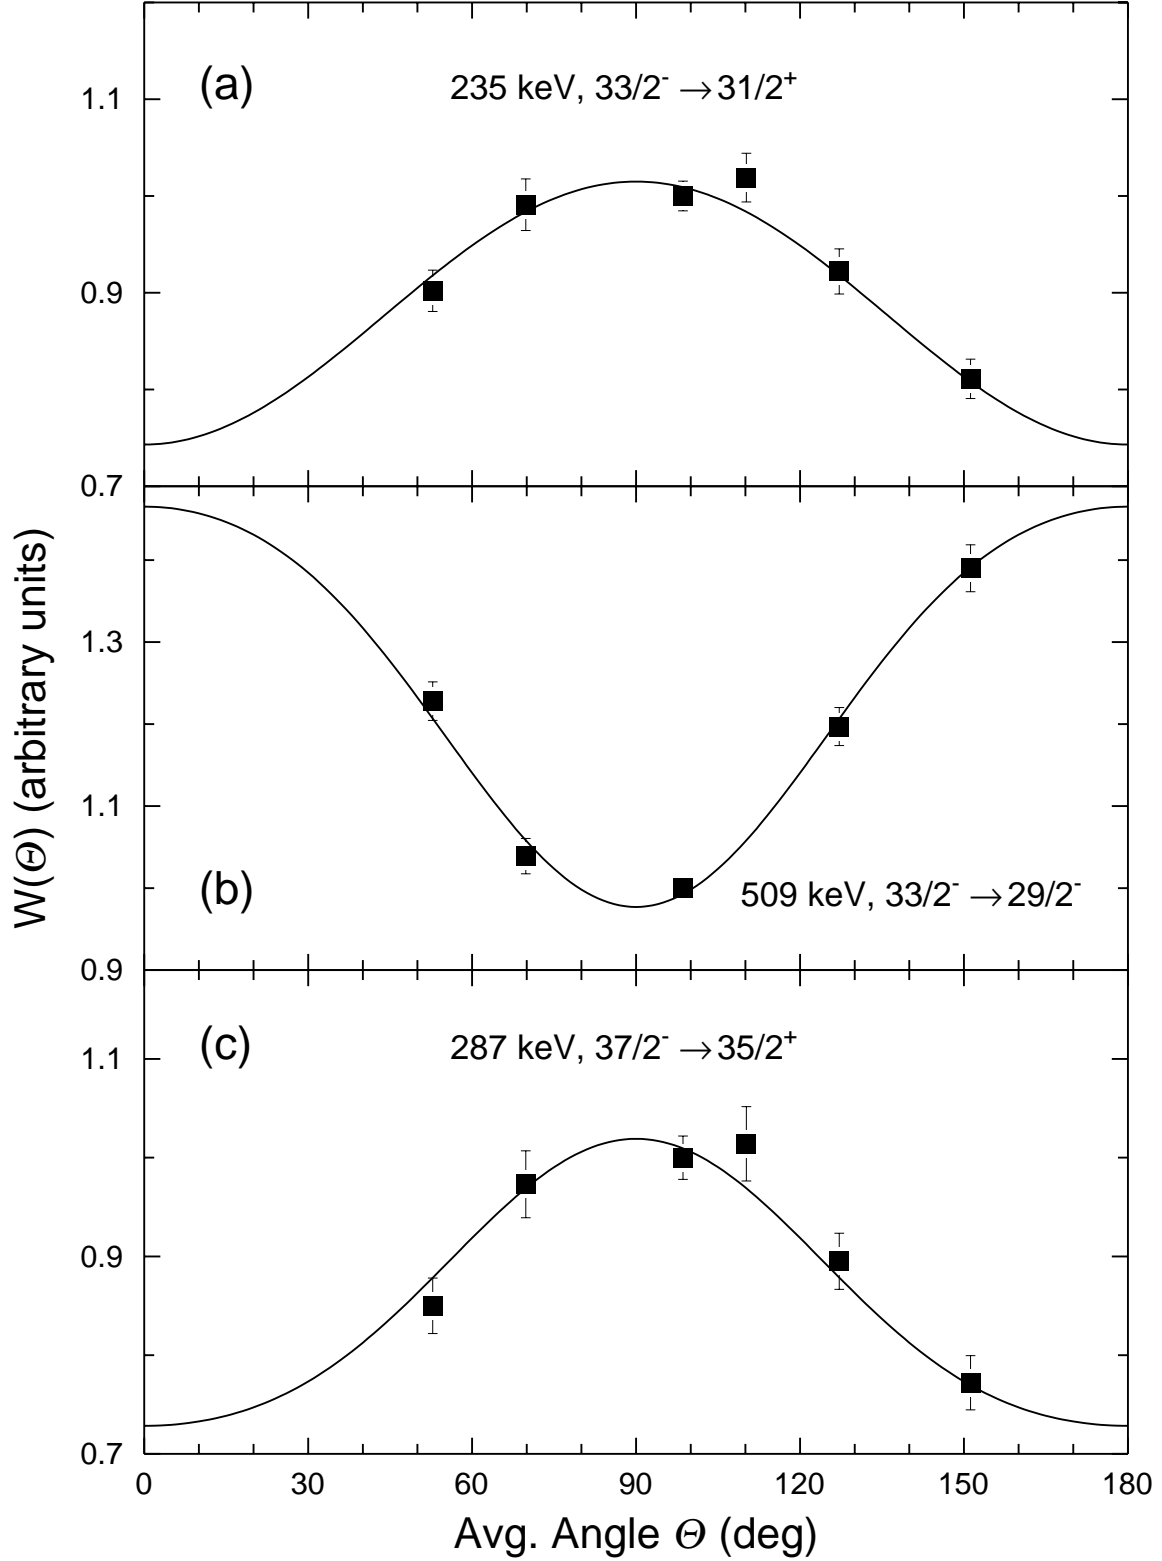 (a)
235 keV, 33/2⁻ →31/2⁺
1.1
0.9
0.7
W(Θ) (arbitrary units)
1.3
1.1
(b)
509 keV, 33/2⁻ →29/2⁻
0.9
(c)
287 keV, 37/2⁻ →35/2⁺
1.1
0.9
0.7
0 30 60 90 120 150 180
Avg. Angle Θ (deg)